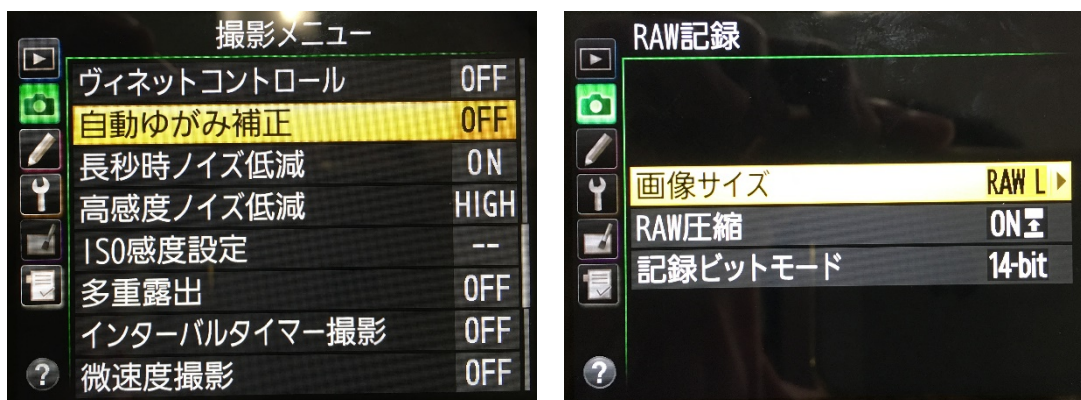 撮影メニュー
ヴィネットコントロール OFF
自動ゆがみ補正 OFF
長秒時ノイズ低減 ON
高感度ノイズ低減 HIGH
ISO感度設定 --
多重露出 OFF
インターバルタイマー撮影 OFF
微速度撮影 OFF
?
RAW記録
画像サイズ RAW L
RAW圧縮 ON
記録ビットモード 14-bit
?